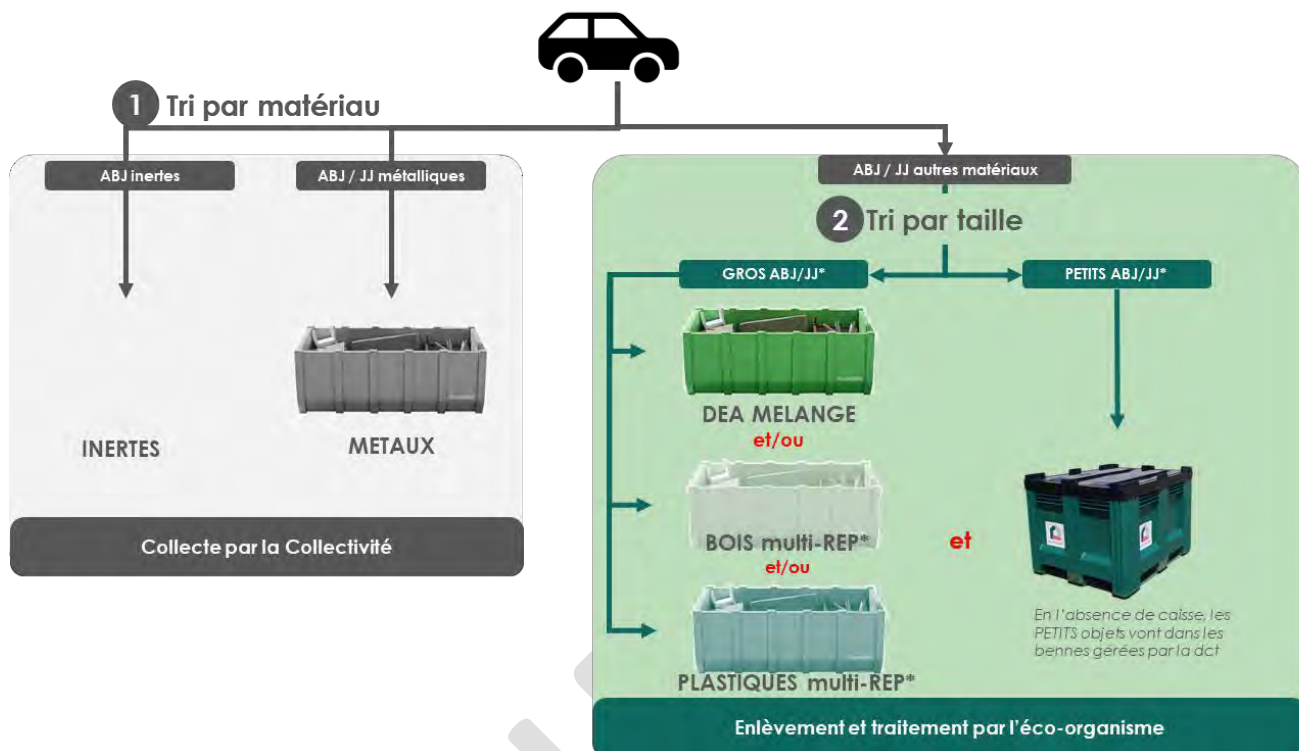 1 Tri par matériau
ABJ inertes
ABJ / JJ métalliques
INERTES
METAUX
Collecte par la Collectivité
ABJ / JJ autres matériaux
2 Tri par taille
GROS ABJ/JJ*
PETITS ABJ/JJ*
DEA MELANGE
et/ou
BOIS multi-REP*
et/ou
PLASTIQUES multi-REP*
et
En l'absence de caisse, les
PETITS objets vont dans les
bennes gérées par la dct
Enlèvement et traitement par l'éco-organisme